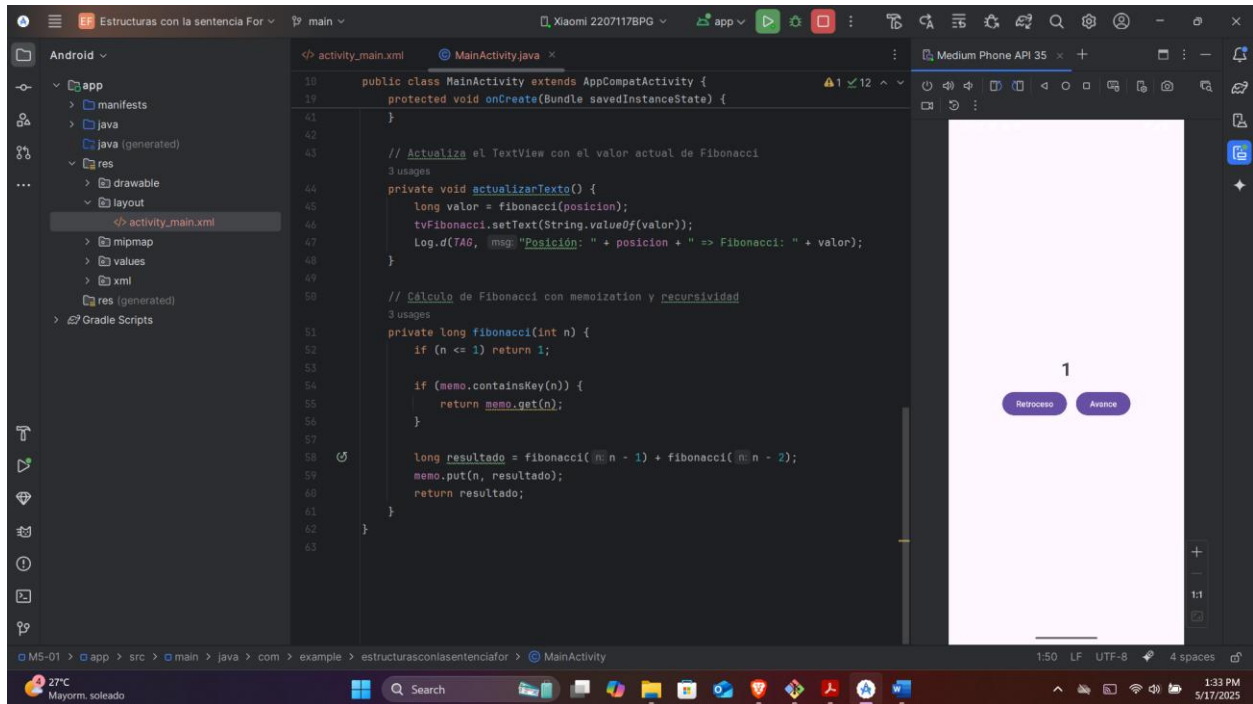 EF Estructuras con la sentencia For main Xiaomi 2207117BPG app
Android
app
manifests
java
java (generated)
res
drawable
layout
activity_main.xml
mipmap
values
xml
res (generated)
Gradle Scripts
activity_main.xml MainActivity.java
1 12
18 public class MainActivity extends AppCompatActivity {
19 protected void onCreate(Bundle savedInstanceState) {
41 }
42
43 // Actualiza el TextView con el valor actual de Fibonacci
3 usages
44 private void actualizarTexto() {
45 long valor = fibonacci(posicion);
46 tvFibonacci.setText(String.valueOf(valor));
47 Log.d(TAG, msg: "Posición: " + posicion + " => Fibonacci: " + valor);
48 }
49
50 // Cálculo de Fibonacci con memoization y recursividad
3 usages
51 private long fibonacci(int n) {
52 if (n <= 1) return 1;
53
54 if (memo.containsKey(n)) {
55 return memo.get(n);
56 }
57
58 long resultado = fibonacci( n: n - 1) + fibonacci( n: n - 2);
59 memo.put(n, resultado);
60 return resultado;
61 }
62 }
63
Medium Phone API 35
1
Retroceso Avance
1:1
M5-01 > app > src > main > java > com > example > estructurasconlasentenciafor > MainActivity
1:50 LF UTF-8 4 spaces
4
27°C
Mayorm. soleado
Search
1:33 PM
5/17/2025